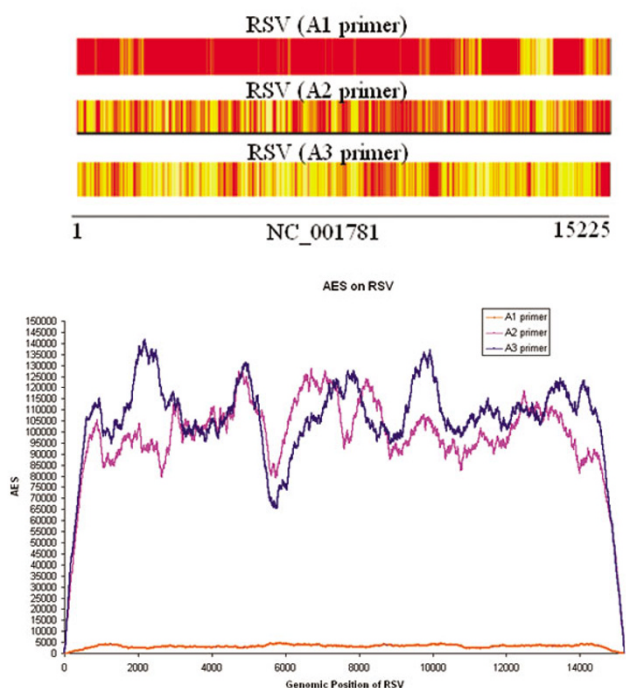 RSV (A1 primer)
RSV (A2 primer)
RSV (A3 primer)
1 NC_001781 15225
AES on RSV
A1 primer
A2 primer
A3 primer
150000
145000
140000
135000
130000
125000
120000
115000
110000
105000
100000
95000
90000
85000
80000
75000
70000
65000
60000
55000
50000
45000
40000
35000
30000
25000
20000
15000
10000
5000
0
AES
0 2000 4000 6000 8000 10000 12000 14000
Genomic Position of RSV